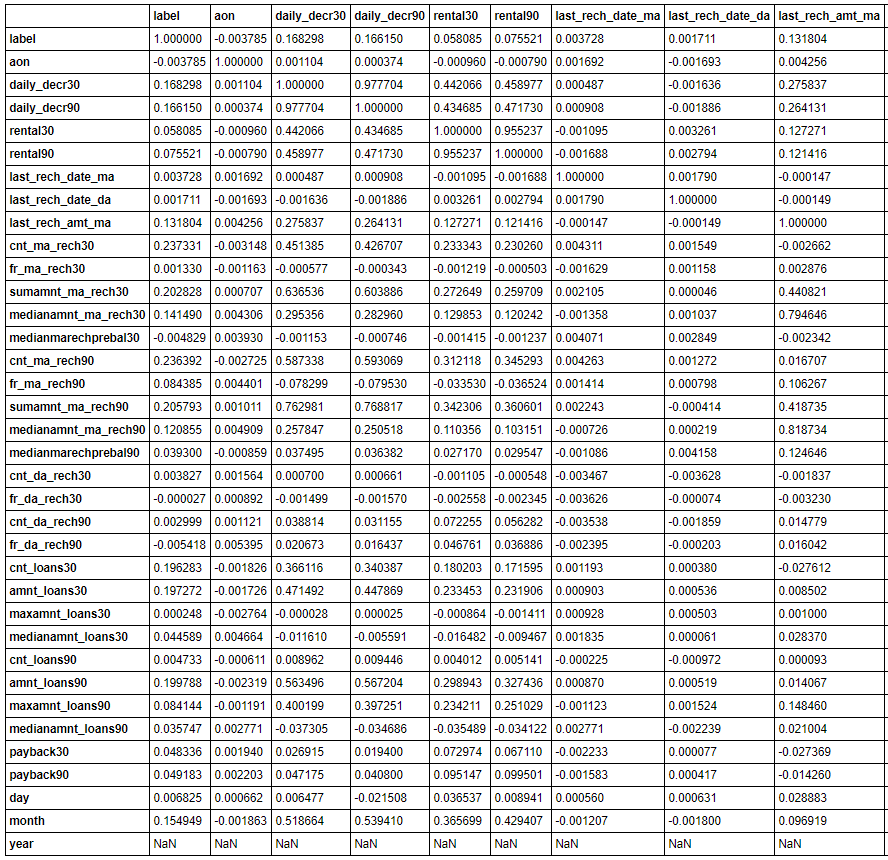 label aon daily_decr30 daily_decr90 rental30 rental90 last_rech_date_ma last_rech_date_da last_rech_amt_ma
label 1.000000 -0.003785 0.168298 0.166150 0.058085 0.075521 0.003728 0.001711 0.131804
aon -0.003785 1.000000 0.001104 0.000374 -0.000960 -0.000790 0.001692 -0.001693 0.004256
daily_decr30 0.168298 0.001104 1.000000 0.977704 0.442066 0.458977 0.000487 -0.001636 0.275837
daily_decr90 0.166150 0.000374 0.977704 1.000000 0.434685 0.471730 0.000908 -0.001886 0.264131
rental30 0.058085 -0.000960 0.442066 0.434685 1.000000 0.955237 -0.001095 0.003261 0.127271
rental90 0.075521 -0.000790 0.458977 0.471730 0.955237 1.000000 -0.001688 0.002794 0.121416
last_rech_date_ma 0.003728 0.001692 0.000487 0.000908 -0.001095 -0.001688 1.000000 0.001790 -0.000147
last_rech_date_da 0.001711 -0.001693 -0.001636 -0.001886 0.003261 0.002794 0.001790 1.000000 -0.000149
last_rech_amt_ma 0.131804 0.004256 0.275837 0.264131 0.127271 0.121416 -0.000147 -0.000149 1.000000
cnt_ma_rech30 0.237331 -0.003148 0.451385 0.426707 0.233343 0.230260 0.004311 0.001549 -0.002662
fr_ma_rech30 0.001330 -0.001163 -0.000577 -0.000343 -0.001219 -0.000503 -0.001629 0.001158 0.002876
sumamnt_ma_rech30 0.202828 0.000707 0.636536 0.603886 0.272649 0.259709 0.002105 0.000046 0.440821
medianamnt_ma_rech30 0.141490 0.004306 0.295356 0.282960 0.129853 0.120242 -0.001358 0.001037 0.794646
medianmarechprebal30 -0.004829 0.003930 -0.001153 -0.000746 -0.001415 -0.001237 0.004071 0.002849 -0.002342
cnt_ma_rech90 0.236392 -0.002725 0.587338 0.593069 0.312118 0.345293 0.004263 0.001272 0.016707
fr_ma_rech90 0.084385 0.004401 -0.078299 -0.079530 -0.033530 -0.036524 0.001414 0.000798 0.106267
sumamnt_ma_rech90 0.205793 0.001011 0.762981 0.768817 0.342306 0.360601 0.002243 -0.000414 0.418735
medianamnt_ma_rech90 0.120855 0.004909 0.257847 0.250518 0.110356 0.103151 -0.000726 0.000219 0.818734
medianmarechprebal90 0.039300 -0.000859 0.037495 0.036382 0.027170 0.029547 -0.001086 0.004158 0.124646
cnt_da_rech30 0.003827 0.001564 0.000700 0.000661 -0.001105 -0.000548 -0.003467 -0.003628 -0.001837
fr_da_rech30 -0.000027 0.000892 -0.001499 -0.001570 -0.002558 -0.002345 -0.003626 -0.000074 -0.003230
cnt_da_rech90 0.002999 0.001121 0.038814 0.031155 0.072255 0.056282 -0.003538 -0.001859 0.014779
fr_da_rech90 -0.005418 0.005395 0.020673 0.016437 0.046761 0.036886 -0.002395 -0.000203 0.016042
cnt_loans30 0.196283 -0.001826 0.366116 0.340387 0.180203 0.171595 0.001193 0.000380 -0.027612
amnt_loans30 0.197272 -0.001726 0.471492 0.447869 0.233453 0.231906 0.000903 0.000536 0.008502
maxamnt_loans30 0.000248 -0.002764 -0.000028 0.000025 -0.000864 -0.001411 0.000928 0.000503 0.001000
medianamnt_loans30 0.044589 0.004664 -0.011610 -0.005591 -0.016482 -0.009467 0.001835 0.000061 0.028370
cnt_loans90 0.004733 -0.000611 0.008962 0.009446 0.004012 0.005141 -0.000225 -0.000972 0.000093
amnt_loans90 0.199788 -0.002319 0.563496 0.567204 0.298943 0.327436 0.000870 0.000519 0.014067
maxamnt_loans90 0.084144 -0.001191 0.400199 0.397251 0.234211 0.251029 -0.001123 0.001524 0.148460
medianamnt_loans90 0.035747 0.002771 -0.037305 -0.034686 -0.035489 -0.034122 0.002771 -0.002239 0.021004
payback30 0.048336 0.001940 0.026915 0.019400 0.072974 0.067110 -0.002233 0.000077 -0.027369
payback90 0.049183 0.002203 0.047175 0.040800 0.095147 0.099501 -0.001583 0.000417 -0.014260
day 0.006825 0.000662 0.006477 -0.021508 0.036537 0.008941 0.000560 0.000631 0.028883
month 0.154949 -0.001863 0.518664 0.539410 0.365699 0.429407 -0.001207 -0.001800 0.096919
year NaN NaN NaN NaN NaN NaN NaN NaN NaN